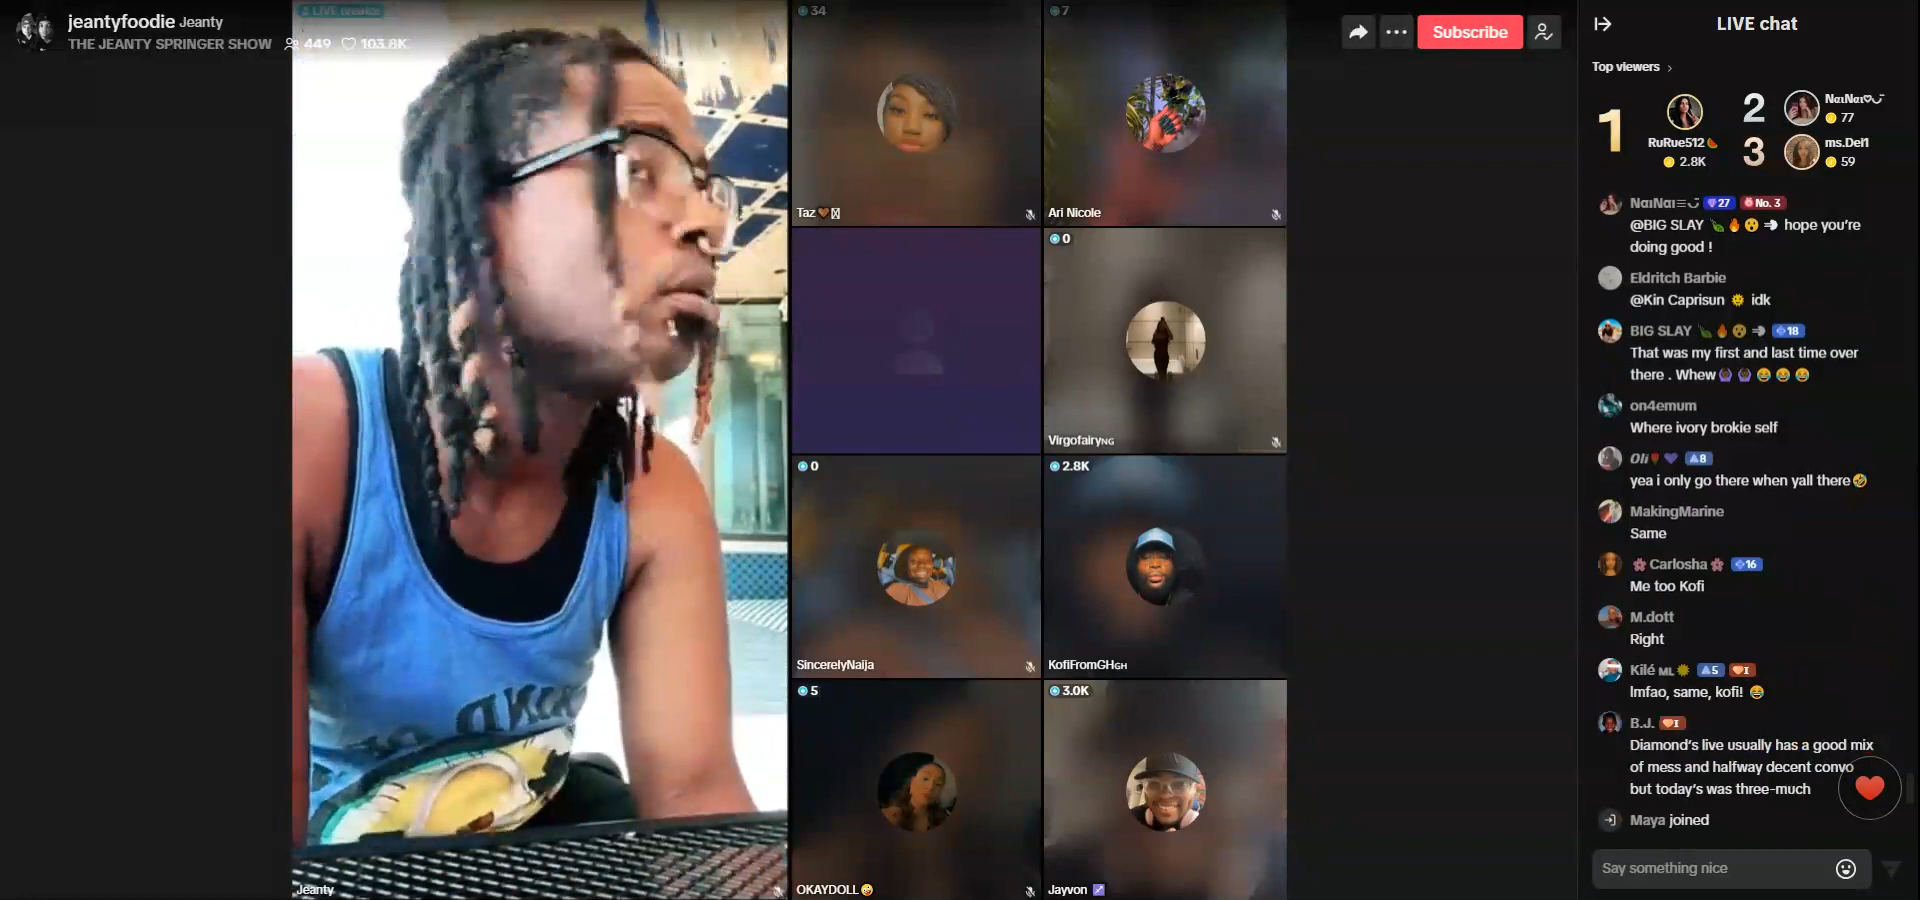 jeantyfoodie Jeanty
THE JEANTY SPRINGER SHOW 449 103.8K
LIVE
34
7
Subscribe
Taz
Ari Nicole
0
VirgofairyNG
0
2.8K
SincerelyNaija
KofiFromGHGH
5
3.0K
Jeanty
OKAYDOLL
Jayvon
LIVE chat
Top viewers
1
RuRue512
2.8K
2
NαιNαι
77
3
ms.Del1
59
NαιNαι 27 No. 3
@BIG SLAY hope you're
doing good !
Eldritch Barbie
@Kin Caprisun idk
BIG SLAY 18
That was my first and last time over
there . Whew
on4emum
Where ivory brokie self
Oli 8
yea i only go there when yall there
MakingMarine
Same
Carlosha 16
Me too Kofi
M.dott
Right
Kilé ML 5 I
lmfao, same, kofi!
B.J. I
Diamond's live usually has a good mix
of mess and halfway decent convo
but today's was three-much
Maya joined
Say something nice